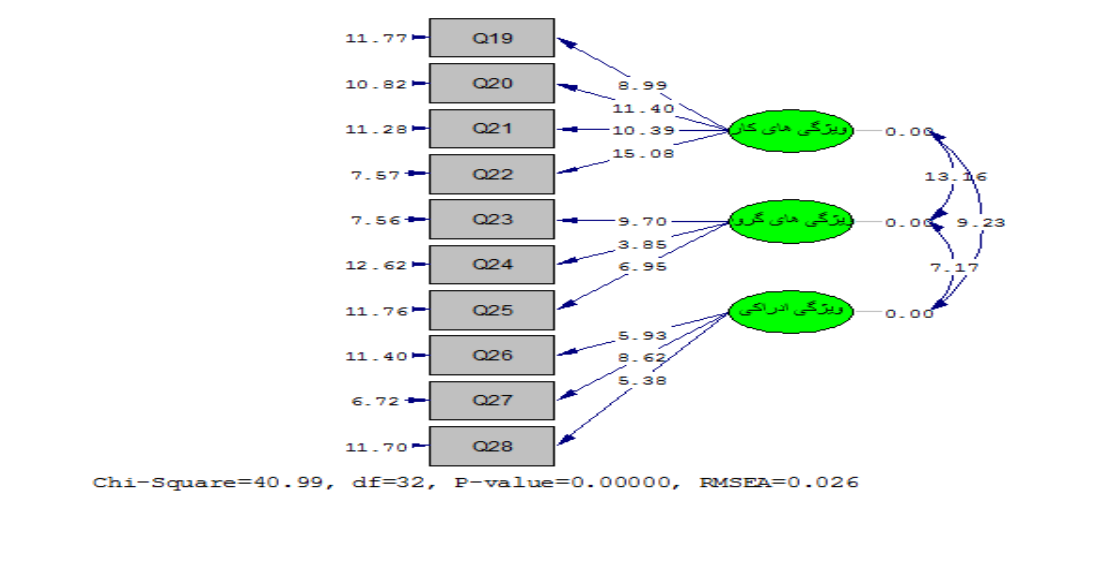 11.77 Q19
8.99
10.82 Q20
11.40
11.28 Q21 10.39 ویژگی های کار 0.00
15.08
7.57 Q22 13.16
7.56 Q23 9.70 ویژگی های گرو 0.00 9.23
3.85
12.62 Q24 6.95 7.17
11.76 Q25 ویژگی ادراکی 0.00
5.93
11.40 Q26 8.62
5.38
6.72 Q27
11.70 Q28
Chi-Square=40.99, df=32, P-value=0.00000, RMSEA=0.026